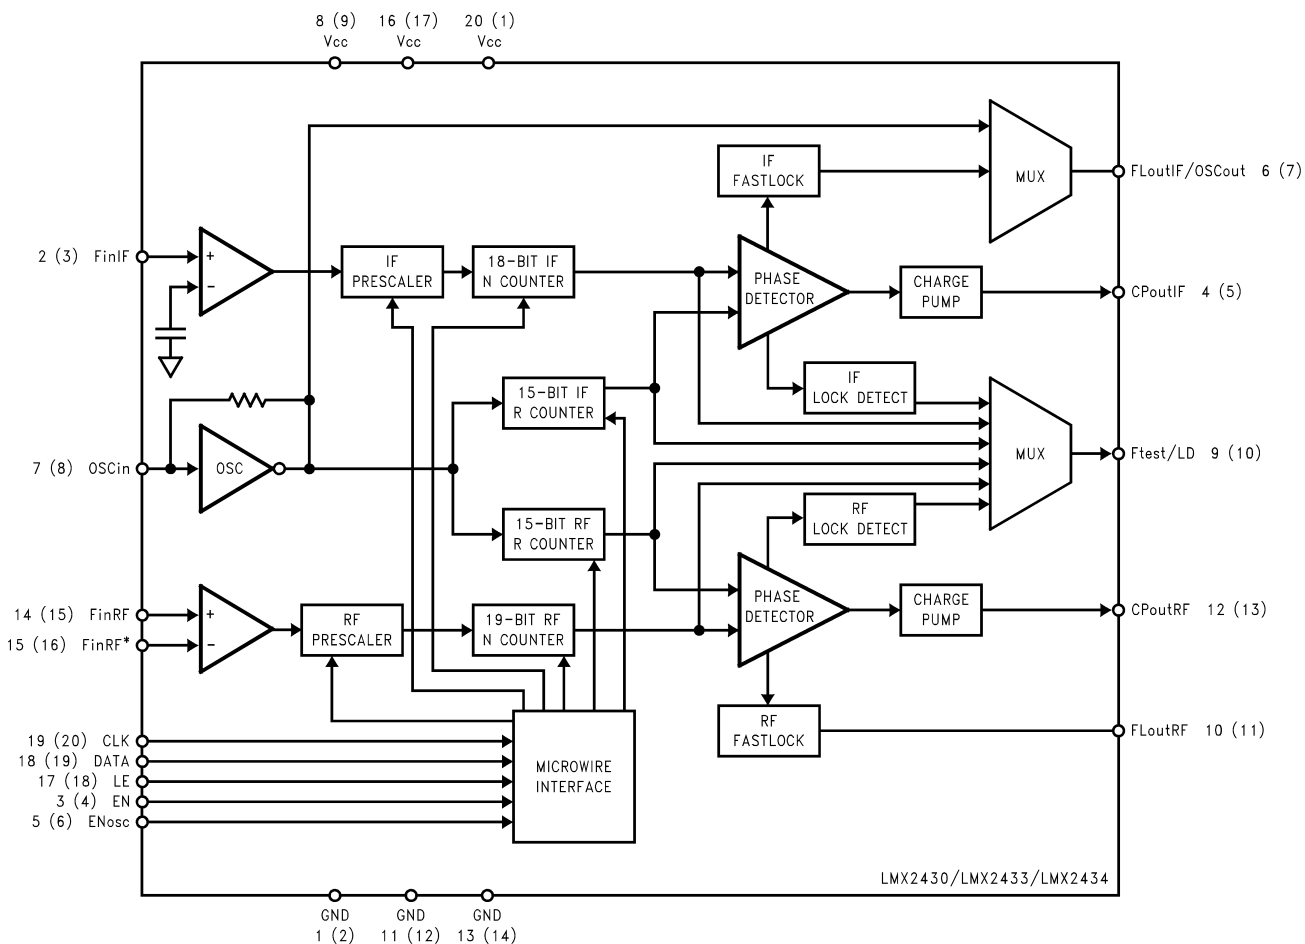 8 (9) 16 (17) 20 (1)
Vcc Vcc Vcc
IF
FASTLOCK
MUX
FLoutIF/OSCout 6 (7)
2 (3) FinIF
+
−
IF
PRESCALER
18-BIT IF
N COUNTER
PHASE
DETECTOR
CHARGE
PUMP
CPoutIF 4 (5)
15-BIT IF
R COUNTER
IF
LOCK DETECT
7 (8) OSCin
OSC
MUX
Ftest/LD 9 (10)
15-BIT RF
R COUNTER
RF
LOCK DETECT
14 (15) FinRF
15 (16) FinRF*
+
−
RF
PRESCALER
19-BIT RF
N COUNTER
PHASE
DETECTOR
CHARGE
PUMP
CPoutRF 12 (13)
RF
FASTLOCK
FLoutRF 10 (11)
19 (20) CLK
18 (19) DATA
17 (18) LE
3 (4) EN
5 (6) ENosc
MICROWIRE
INTERFACE
LMX2430/LMX2433/LMX2434
GND GND GND
1 (2) 11 (12) 13 (14)